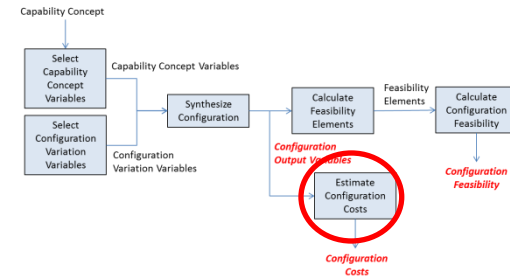 Capability Concept
Select
Capability
Concept
Variables
Capability Concept Variables
Select
Configuration
Variation
Variables
Configuration
Variation Variables
Synthesize
Configuration
Calculate
Feasibility
Elements
Feasibility
Elements
Calculate
Configuration
Feasibility
Configuration
Output Variables
Configuration
Feasibility
Estimate
Configuration
Costs
Configuration
Costs